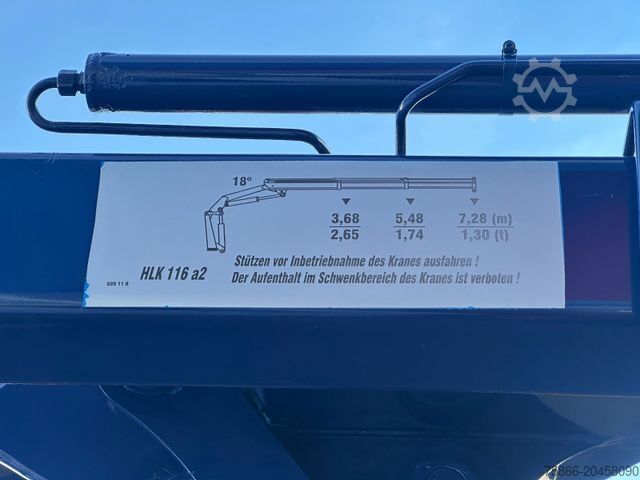 18°
3,68 5,48 7,28 (m)
2,65 1,74 1,30 (t)
HLK 116 a2
Stützen vor Inbetriebnahme des Kranes ausfahren !
Der Aufenthalt im Schwenkbereich des Kranes ist verboten !